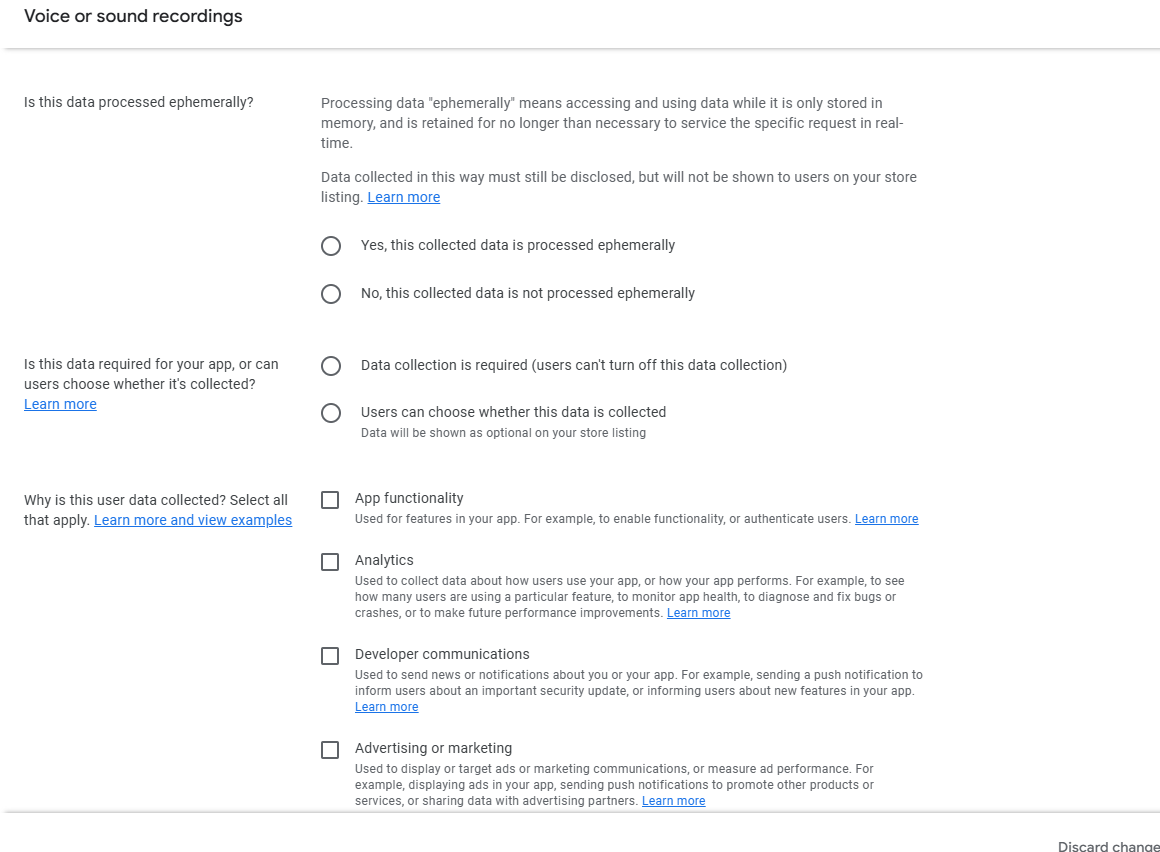 Voice or sound recordings
Is this data processed ephemerally?
Processing data "ephemerally" means accessing and using data while it is only stored in
memory, and is retained for no longer than necessary to service the specific request in real-
time.
Data collected in this way must still be disclosed, but will not be shown to users on your store
listing. Learn more
Yes, this collected data is processed ephemerally
No, this collected data is not processed ephemerally
Is this data required for your app, or can
users choose whether it's collected?
Learn more
Data collection is required (users can't turn off this data collection)
Users can choose whether this data is collected
Data will be shown as optional on your store listing
Why is this user data collected? Select all
that apply. Learn more and view examples
App functionality
Used for features in your app. For example, to enable functionality, or authenticate users. Learn more
Analytics
Used to collect data about how users use your app, or how your app performs. For example, to see
how many users are using a particular feature, to monitor app health, to diagnose and fix bugs or
crashes, or to make future performance improvements. Learn more
Developer communications
Used to send news or notifications about you or your app. For example, sending a push notification to
inform users about an important security update, or informing users about new features in your app.
Learn more
Advertising or marketing
Used to display or target ads or marketing communications, or measure ad performance. For
example, displaying ads in your app, sending push notifications to promote other products or
services, or sharing data with advertising partners. Learn more
Discard change